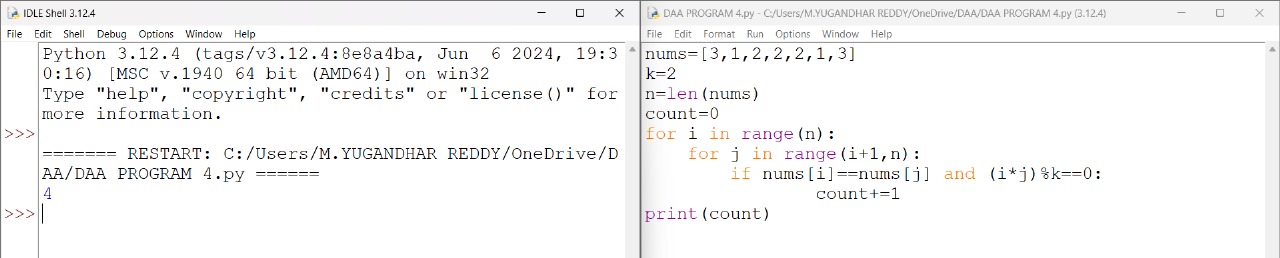 IDLE Shell 3.12.4
File Edit Shell Debug Options Window Help
Python 3.12.4 (tags/v3.12.4:8e8a4ba, Jun  6 2024, 19:3
0:16) [MSC v.1940 64 bit (AMD64)] on win32
Type "help", "copyright", "credits" or "license()" for
more information.
>>>
======= RESTART: C:/Users/M.YUGANDHAR REDDY/OneDrive/D
AA/DAA PROGRAM 4.py ======
4
>>>
DAA PROGRAM 4.py - C:/Users/M.YUGANDHAR REDDY/OneDrive/DAA/DAA PROGRAM 4.py (3.12.4)
File Edit Format Run Options Window Help
nums=[3,1,2,2,2,1,3]
k=2
n=len(nums)
count=0
for i in range(n):
    for j in range(i+1,n):
        if nums[i]==nums[j] and (i*j)%k==0:
                count+=1
print(count)